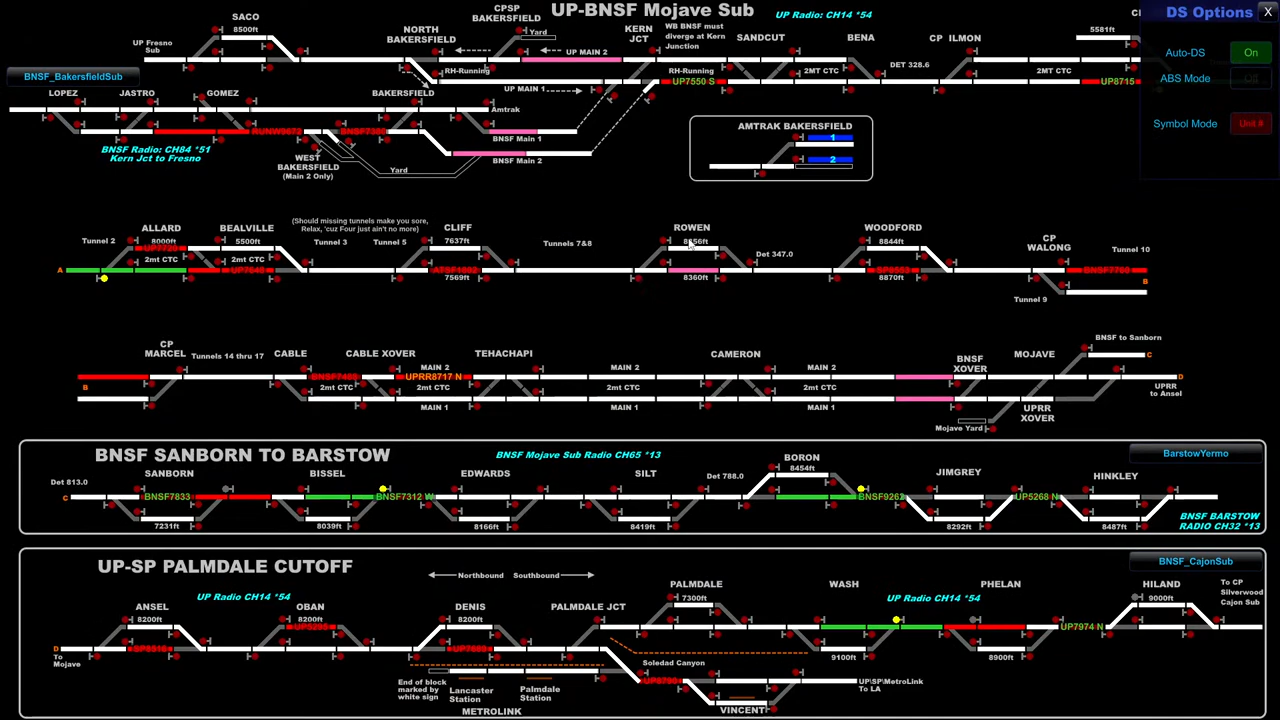 UP-BNSF Mojave Sub
UP Radio: CH14 *54
DS Options
X
Auto-DS
On
ABS Mode
Off
Symbol Mode
Unit #
SACO
8500ft
UP Fresno
Sub
NORTH
BAKERSFIELD
CPSP
BAKERSFIELD
Yard
UP MAIN 2
KERN
JCT
WB BNSF must
diverge at Kern
Junction
SANDCUT
BENA
CP ILMON
5581ft
DET 328.6
2MT CTC
2MT CTC
2MT CTC
RH-Running
RH-Running
UP7550 S
UP8715
UP MAIN 1
BNSF_BakersfieldSub
LOPEZ
JASTRO
GOMEZ
BAKERSFIELD
Amtrak
BNSF Main 1
BNSF Main 2
BNSF Radio: CH84 *51
Kern Jct to Fresno
WEST
BAKERSFIELD
(Main 2 Only)
Yard
AMTRAK BAKERSFIELD
1
2
ALLARD
8000ft
BEALVILLE
5500ft
(Should missing tunnels make you sore,
Relax, 'cuz Four just ain't no more)
Tunnel 2
Tunnel 3
Tunnel 5
CLIFF
7637ft
7569ft
Tunnels 7&8
ROWEN
8360ft
Det 347.0
WOODFORD
8844ft
8870ft
CP
WALONG
Tunnel 10
Tunnel 9
2mt CTC
2mt CTC
A
B
UP7648
BNSF7760
CP
MARCEL
Tunnels 14 thru 17
CABLE
CABLE XOVER
TEHACHAPI
CAMERON
BNSF
XOVER
MOJAVE
BNSF to Sanborn
C
MAIN 2
MAIN 2
B
UPRR8717 N
2mt CTC
2mt CTC
2mt CTC
2mt CTC
MAIN 1
MAIN 1
D
UPRR
to Ansel
UPRR
XOVER
Mojave Yard
BNSF SANBORN TO BARSTOW
BNSF Mojave Sub Radio CH65 *13
BarstowYermo
Det 813.0
SANBORN
BISSEL
EDWARDS
SILT
Det 788.0
BORON
8454ft
JIMGREY
HINKLEY
C
BNSF7833
BNSF7312 W
BNSF9262
UP5268 N
7231ft
8039ft
8166ft
8419ft
8292ft
8487ft
BNSF BARSTOW
RADIO CH32 *13
UP-SP PALMDALE CUTOFF
Northbound
Southbound
BNSF_CajonSub
UP Radio CH14 *54
UP Radio CH14 *54
ANSEL
8200ft
OBAN
8200ft
DENIS
8200ft
PALMDALE JCT
PALMDALE
7300ft
WASH
9100ft
PHELAN
8900ft
HILAND
9000ft
To CP
Silverwood
Cajon Sub
UP7974 N
D
To
Mojave
Soledad Canyon
End of block
marked by
white sign
Lancaster
Station
Palmdale
Station
METROLINK
VINCENT
UP\SP\MetroLink
To LA